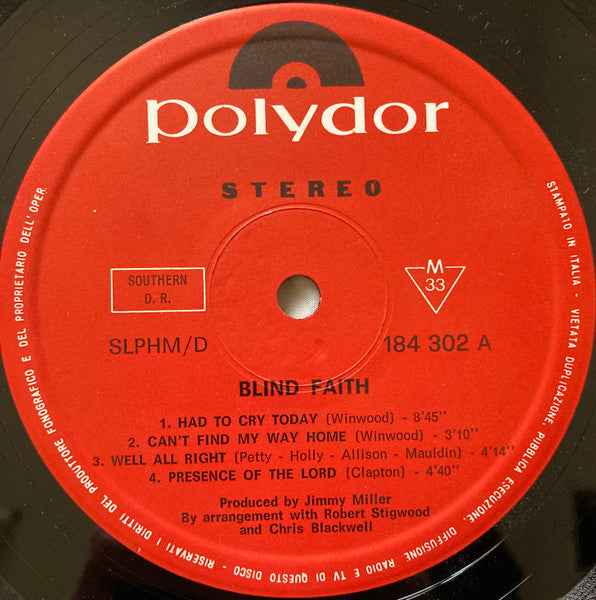 polydor
STEREO
SOUTHERN
D. R.
M
33
SLPHM/D
184 302 A
BLIND FAITH
1. HAD TO CRY TODAY (Winwood) - 8'45''
2. CAN'T FIND MY WAY HOME (Winwood) - 3'10''
3. WELL ALL RIGHT (Petty - Holly - Allison - Mauldin) - 4'14''
4. PRESENCE OF THE LORD (Clapton) - 4'40''
Produced by Jimmy Miller
By arrangement with Robert Stigwood
and Chris Blackwell
STAMPATO IN ITALIA - VIETATA DUPLICAZIONE. PUBBLICA ESECUZIONE. DIFFUSIONE RADIO E TV DI QUESTO DISCO - RISERVATI I DIRITTI DEL PRODUTTORE FONOGRAFICO E DEL PROPRIETARIO DELL'OPER